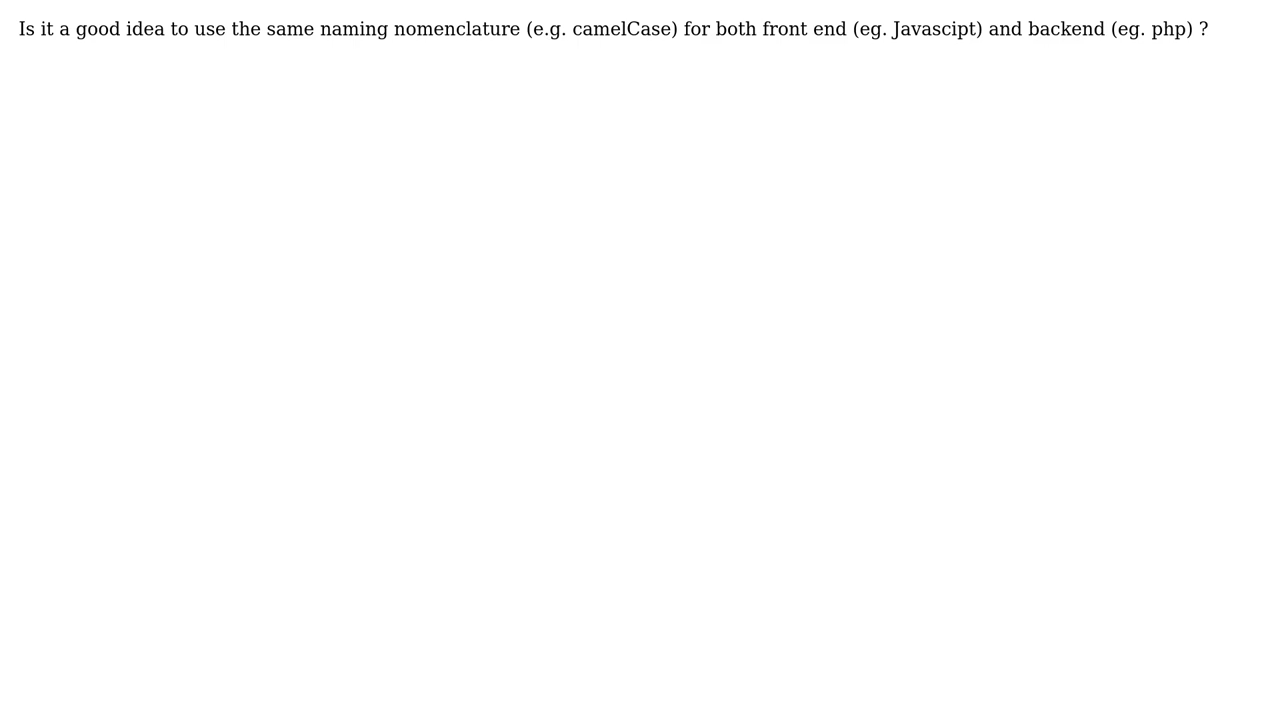 Is it a good idea to use the same naming nomenclature (e.g. camelCase) for both front end (eg. Javascipt) and backend (eg. php) ?